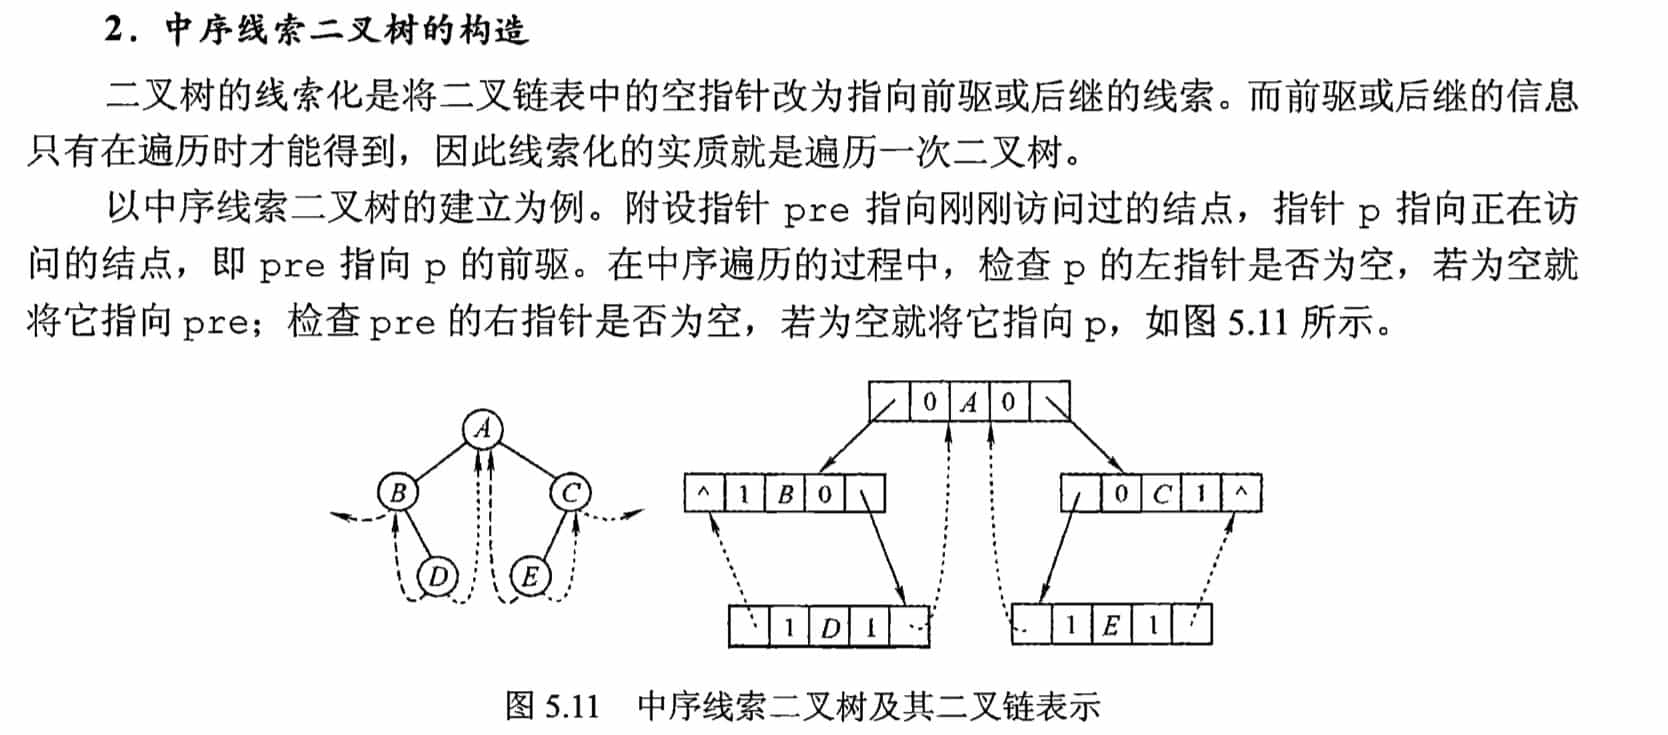 2. 中序线索二叉树的构造
二叉树的线索化是将二叉链表中的空指针改为指向前驱或后继的线索。而前驱或后继的信息
只有在遍历时才能得到，因此线索化的实质就是遍历一次二叉树。
以中序线索二叉树的建立为例。附设指针 pre 指向刚刚访问过的结点，指针 p 指向正在访
问的结点，即 pre 指向 p 的前驱。在中序遍历的过程中，检查 p 的左指针是否为空，若为空就
将它指向 pre；检查 pre 的右指针是否为空，若为空就将它指向 p，如图 5.11 所示。
0 A 0
A
B C
^ 1 B 0
0 C 1 ^
D E
1 D 1
1 E 1
图 5.11 中序线索二叉树及其二叉链表示